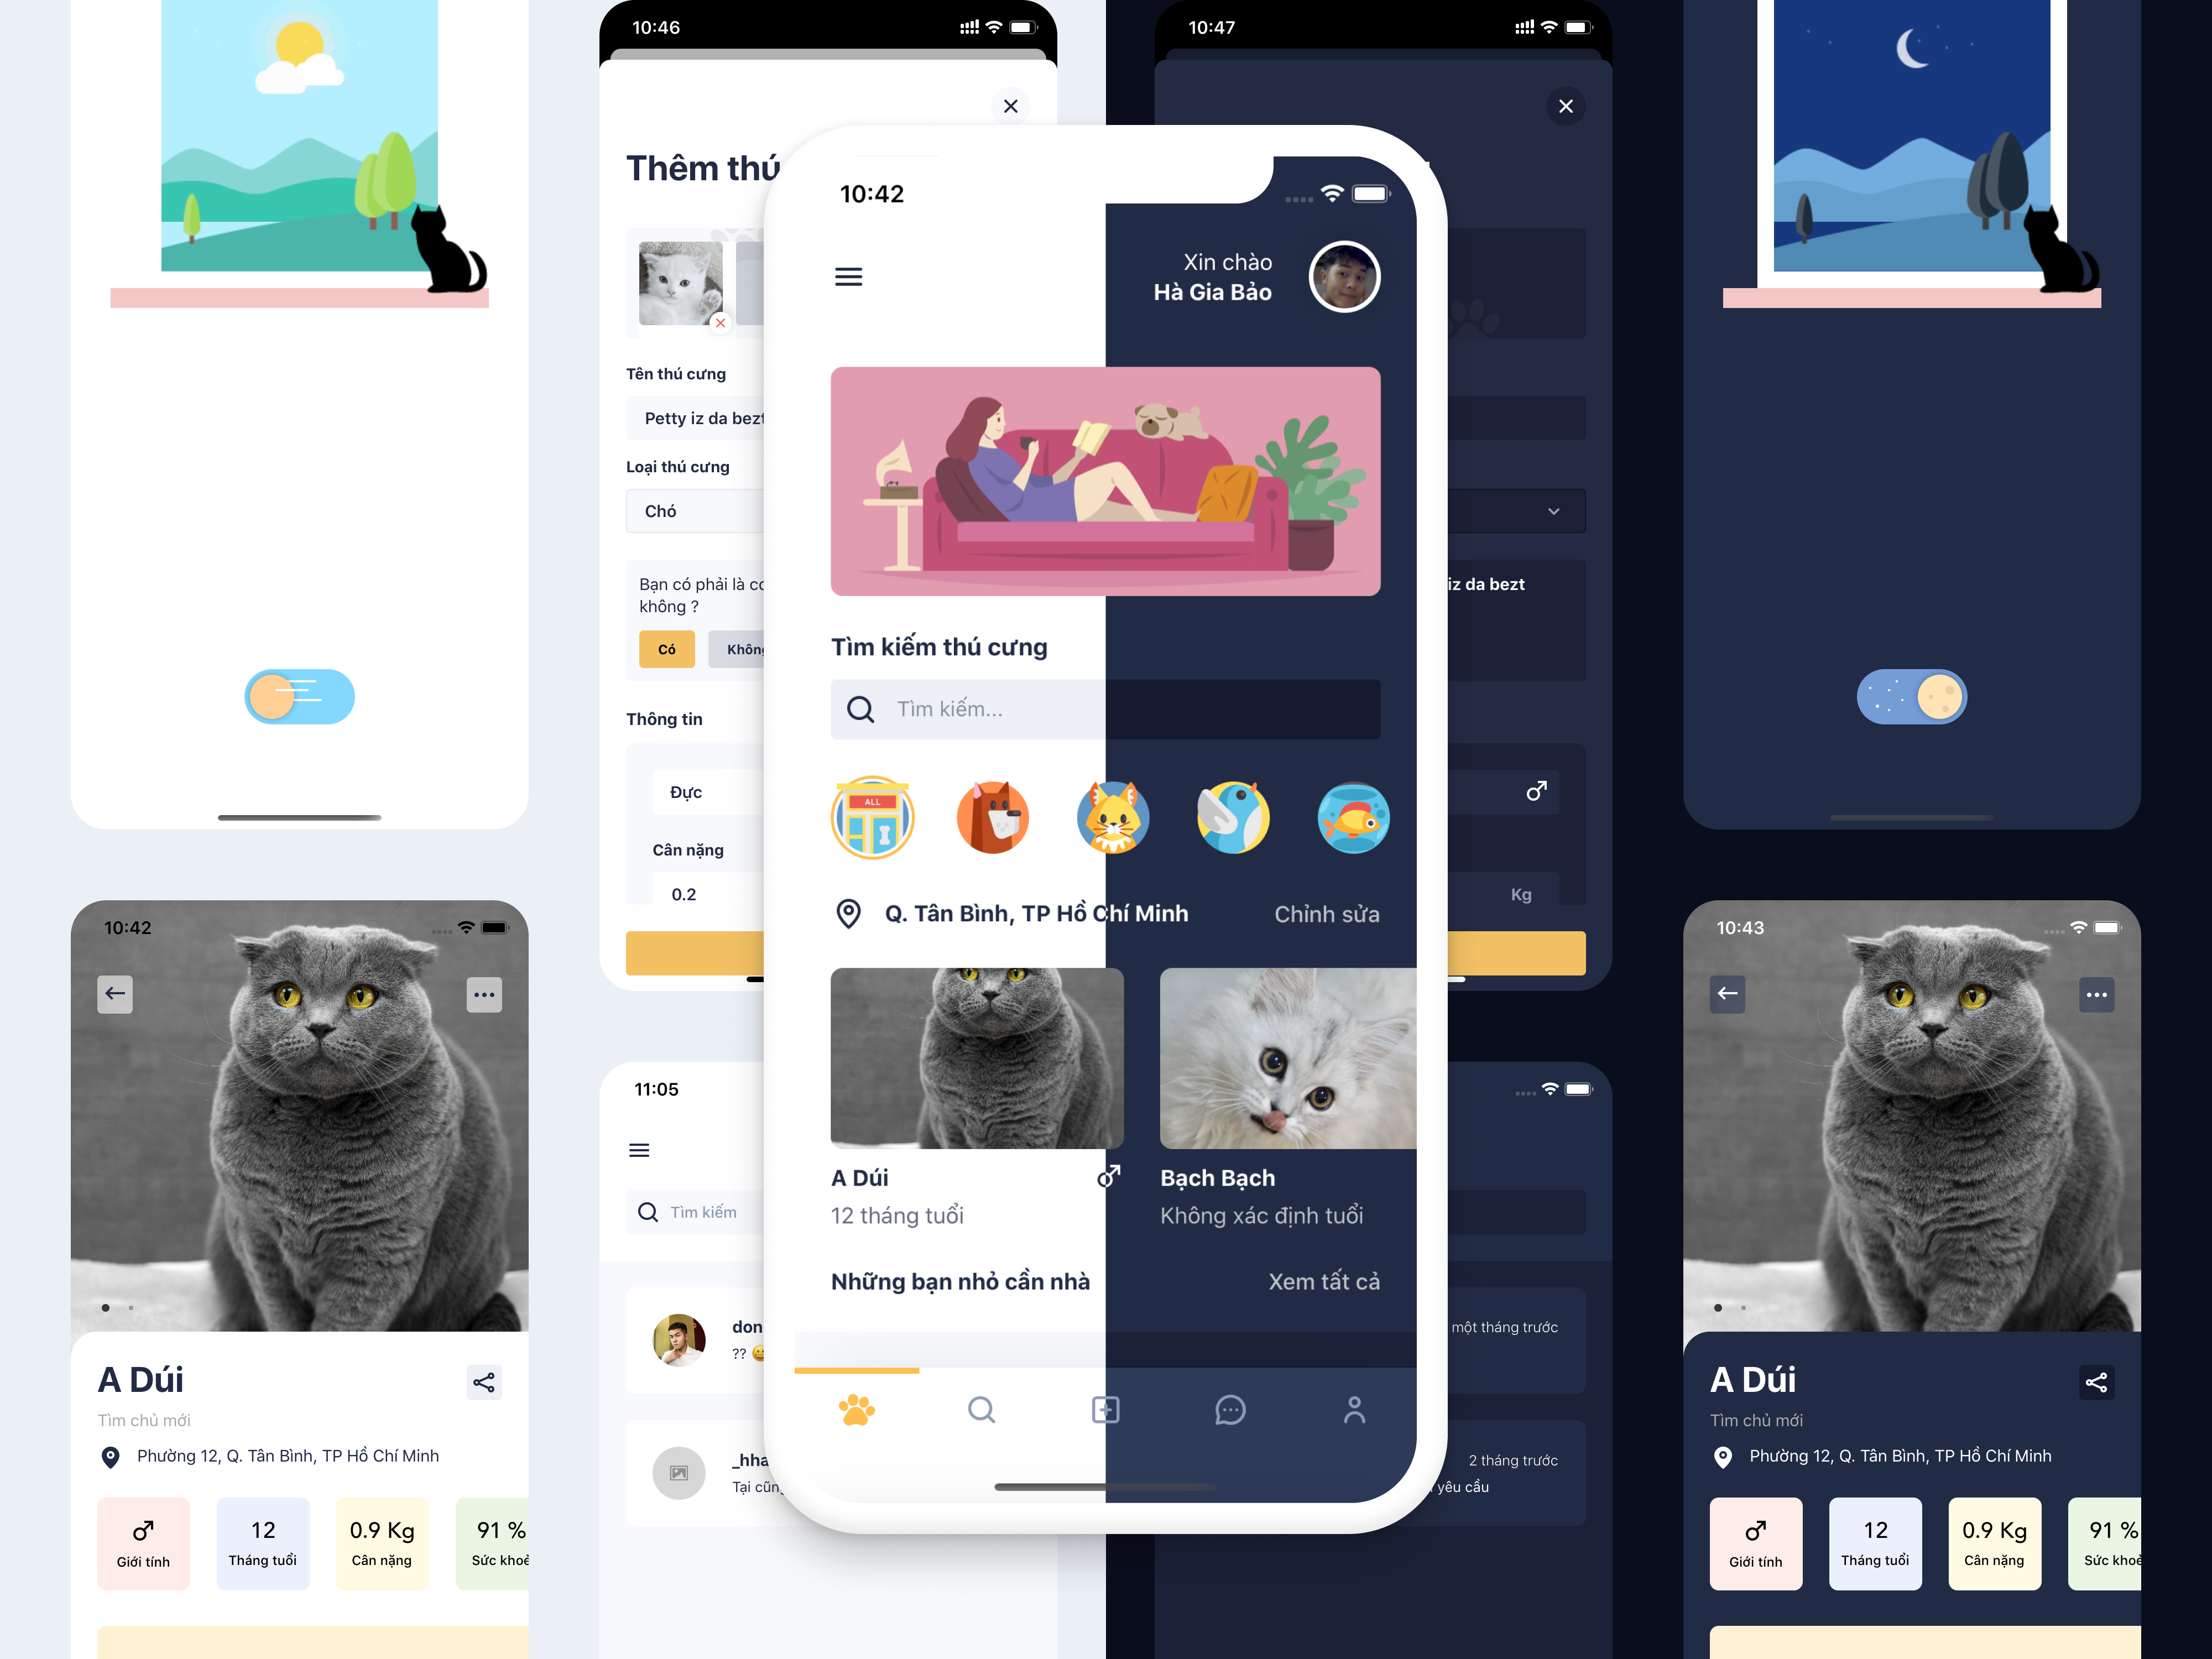 10:46
Thêm thú
Tên thú cưng
Petty iz da bezt
Loại thú cưng
Chó
Bạn có phải là
không ?
Có
Không
Thông tin
Đực
Cân nặng
0.2
10:47
iz da bezt
Kg
10:42
Xin chào
Hà Gia Bảo
Tìm kiếm thú cưng
Tìm kiếm...
ALL
Q. Tân Bình, TP Hồ Chí Minh
Chỉnh sửa
A Dúi
12 tháng tuổi
Bạch Bạch
Không xác định tuổi
Những bạn nhỏ cần nhà
Xem tất cả
10:42
A Dúi
Tìm chủ mới
Phường 12, Q. Tân Bình, TP Hồ Chí Minh
Giới tính
12
Tháng tuổi
0.9 Kg
Cân nặng
91 %
Sức khoẻ
11:05
Tìm kiếm
don
??
một tháng trước
_hha
Tại
2 tháng trước
yêu cầu
10:43
A Dúi
Tìm chủ mới
Phường 12, Q. Tân Bình, TP Hồ Chí Minh
Giới tính
12
Tháng tuổi
0.9 Kg
Cân nặng
91 %
Sức khoẻ